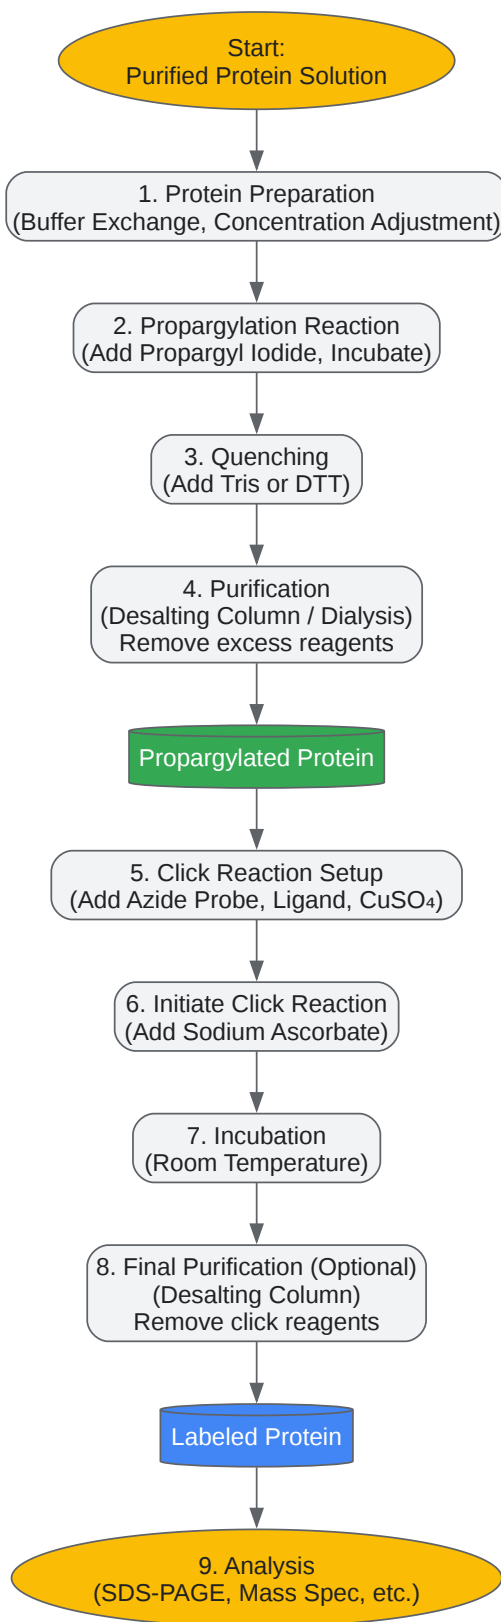 Start:
Purified Protein Solution
1. Protein Preparation
(Buffer Exchange, Concentration Adjustment)
2. Propargylation Reaction
(Add Propargyl Iodide, Incubate)
3. Quenching
(Add Tris or DTT)
4. Purification
(Desalting Column / Dialysis)
Remove excess reagents
Propargylated Protein
5. Click Reaction Setup
(Add Azide Probe, Ligand, CuSO₄)
6. Initiate Click Reaction
(Add Sodium Ascorbate)
7. Incubation
(Room Temperature)
8. Final Purification (Optional)
(Desalting Column)
Remove click reagents
Labeled Protein
9. Analysis
(SDS-PAGE, Mass Spec, etc.)